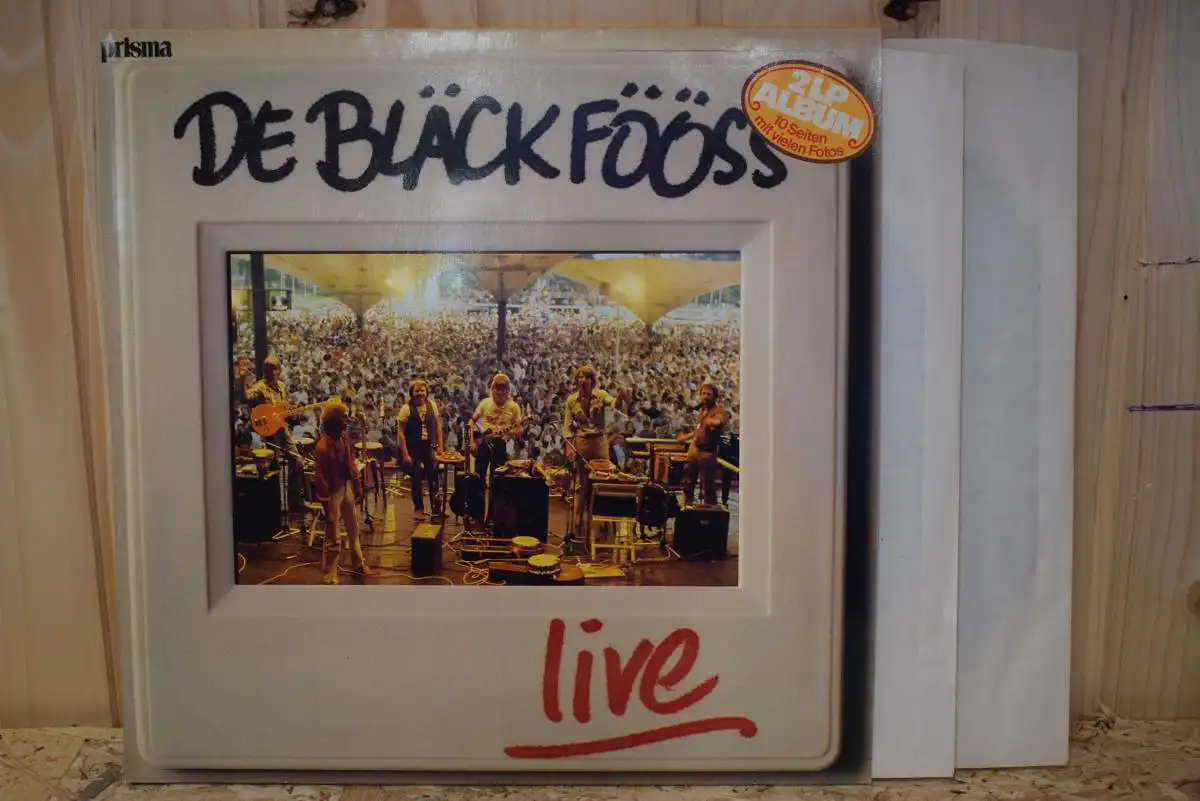 prisma
DE BLÄCK FÖÖSS
2 LP
ALBUM
10 Seiten
mit vielen Fotos
live